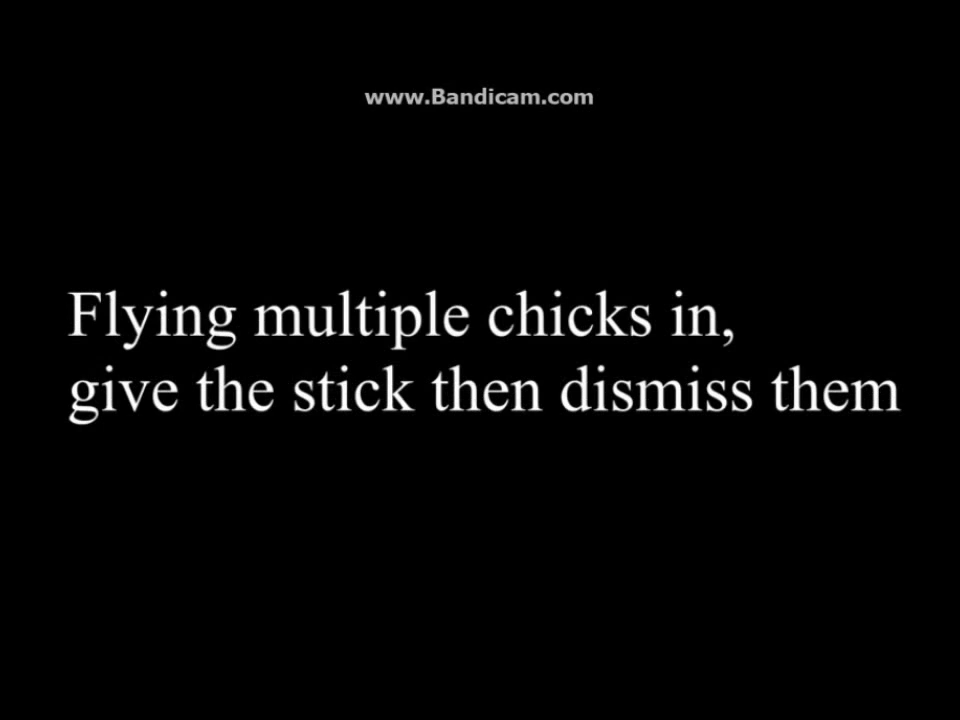 www.Bandicam.com
Flying multiple chicks in,
give the stick then dismiss them